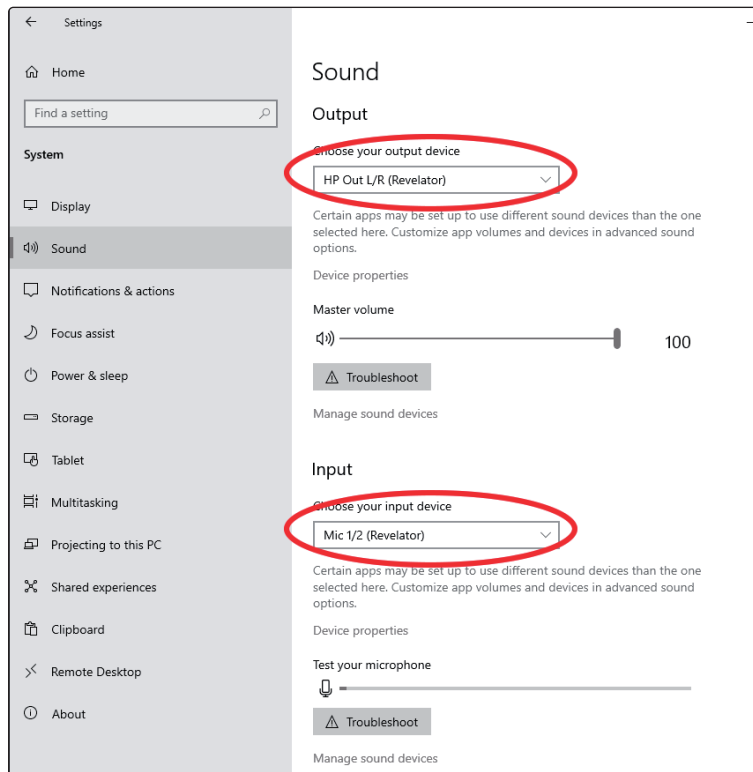 Settings
Home
Find a setting
System
Display
Sound
Notifications & actions
Focus assist
Power & sleep
Storage
Tablet
Multitasking
Projecting to this PC
Shared experiences
Clipboard
Remote Desktop
About
Sound
Output
Choose your output device
HP Out L/R (Revelator)
Certain apps may be set up to use different sound devices than the one
selected here. Customize app volumes and devices in advanced sound
options.
Device properties
Master volume
100
Troubleshoot
Manage sound devices
Input
Choose your input device
Mic 1/2 (Revelator)
Certain apps may be set up to use different sound devices than the one
selected here. Customize app volumes and devices in advanced sound
options.
Device properties
Test your microphone
Troubleshoot
Manage sound devices